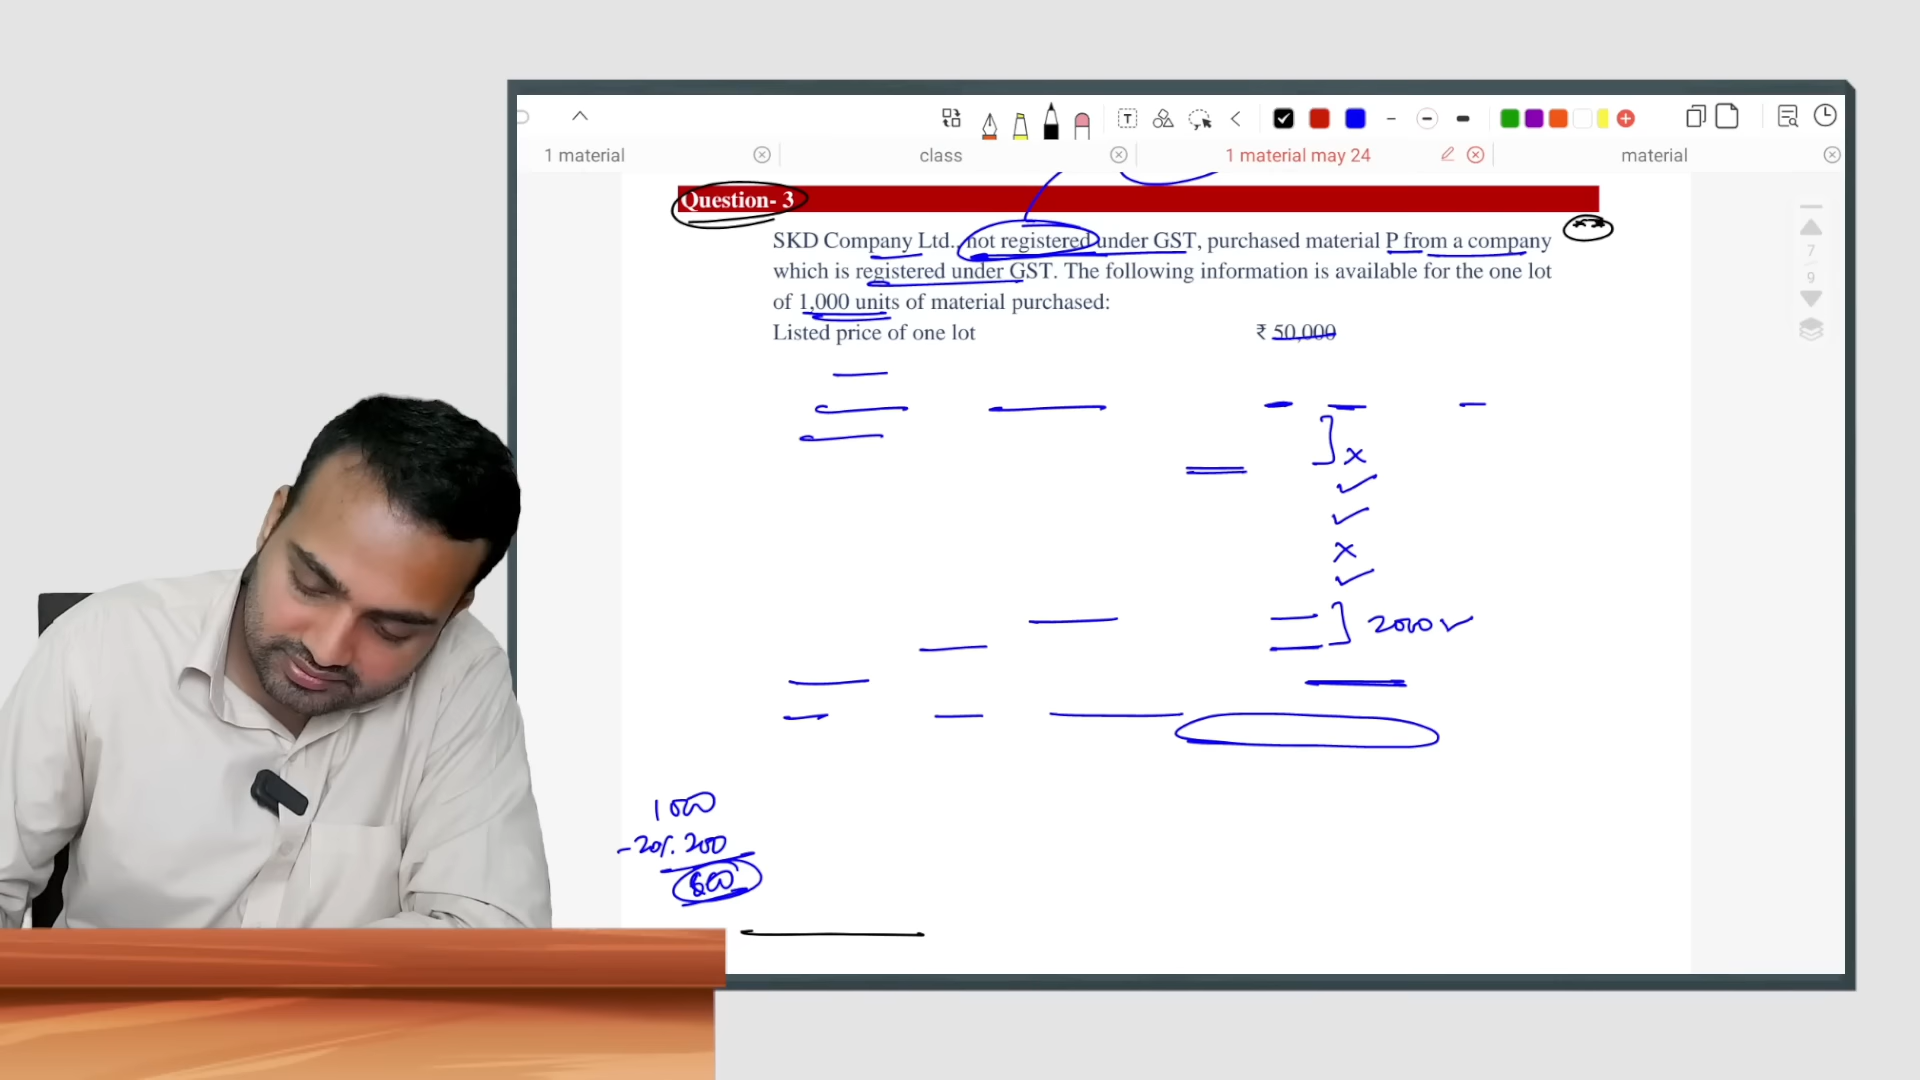 1 material
class
1 material may 24
material
Question- 3
SKD Company Ltd., not registered under GST, purchased material P from a company
which is registered under GST. The following information is available for the one lot
of 1,000 units of material purchased:
Listed price of one lot ₹ 50,000
2000 ✓
1000
-20%. 200
7
9
T